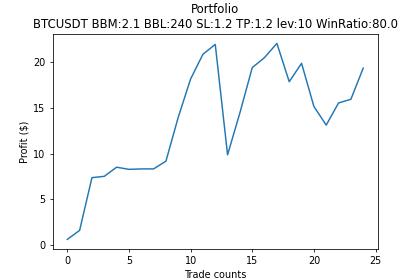 Portfolio
BTCUSDT BBM:2.1 BBL:240 SL:1.2 TP:1.2 lev:10 WinRatio:80.0
Profit ($)
20
15
10
5
0
0 5 10 15 20 25
Trade counts